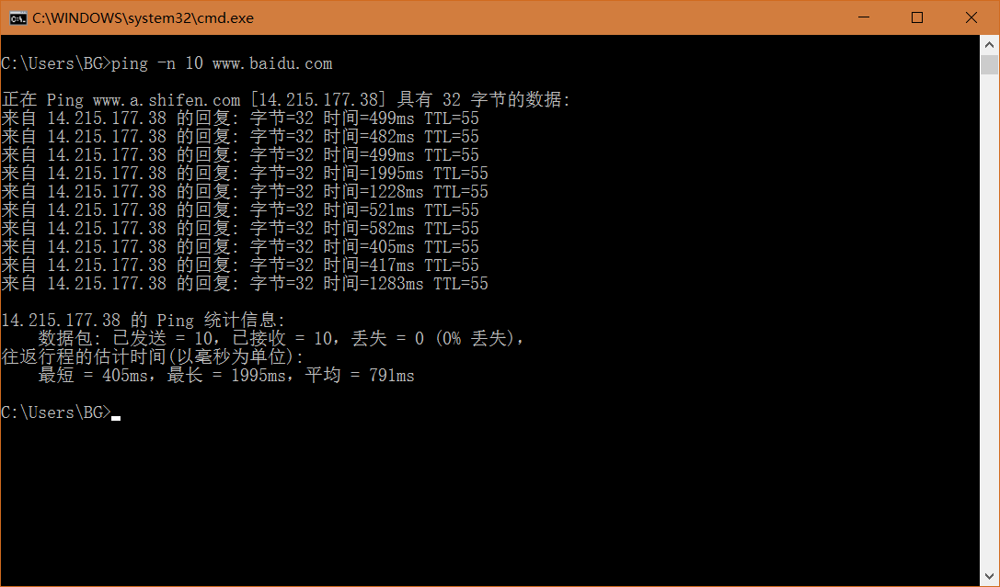 C:\WINDOWS\system32\cmd.exe
C:\Users\BG>ping -n 10 www.baidu.com
正在 Ping www.a.shifen.com [14.215.177.38] 具有 32 字节的数据:
来自 14.215.177.38 的回复: 字节=32 时间=499ms TTL=55
来自 14.215.177.38 的回复: 字节=32 时间=482ms TTL=55
来自 14.215.177.38 的回复: 字节=32 时间=499ms TTL=55
来自 14.215.177.38 的回复: 字节=32 时间=1995ms TTL=55
来自 14.215.177.38 的回复: 字节=32 时间=1228ms TTL=55
来自 14.215.177.38 的回复: 字节=32 时间=521ms TTL=55
来自 14.215.177.38 的回复: 字节=32 时间=582ms TTL=55
来自 14.215.177.38 的回复: 字节=32 时间=405ms TTL=55
来自 14.215.177.38 的回复: 字节=32 时间=417ms TTL=55
来自 14.215.177.38 的回复: 字节=32 时间=1283ms TTL=55
14.215.177.38 的 Ping 统计信息:
数据包: 已发送 = 10，已接收 = 10，丢失 = 0 (0% 丢失)，
往返行程的估计时间(以毫秒为单位):
最短 = 405ms，最长 = 1995ms，平均 = 791ms
C:\Users\BG>